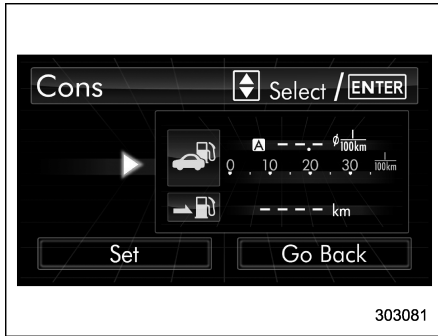 Cons Select / ENTER
A --.- ϕ l/100km
0 . 10 . 20 . 30 . l/100km
---- km
Set Go Back
303081